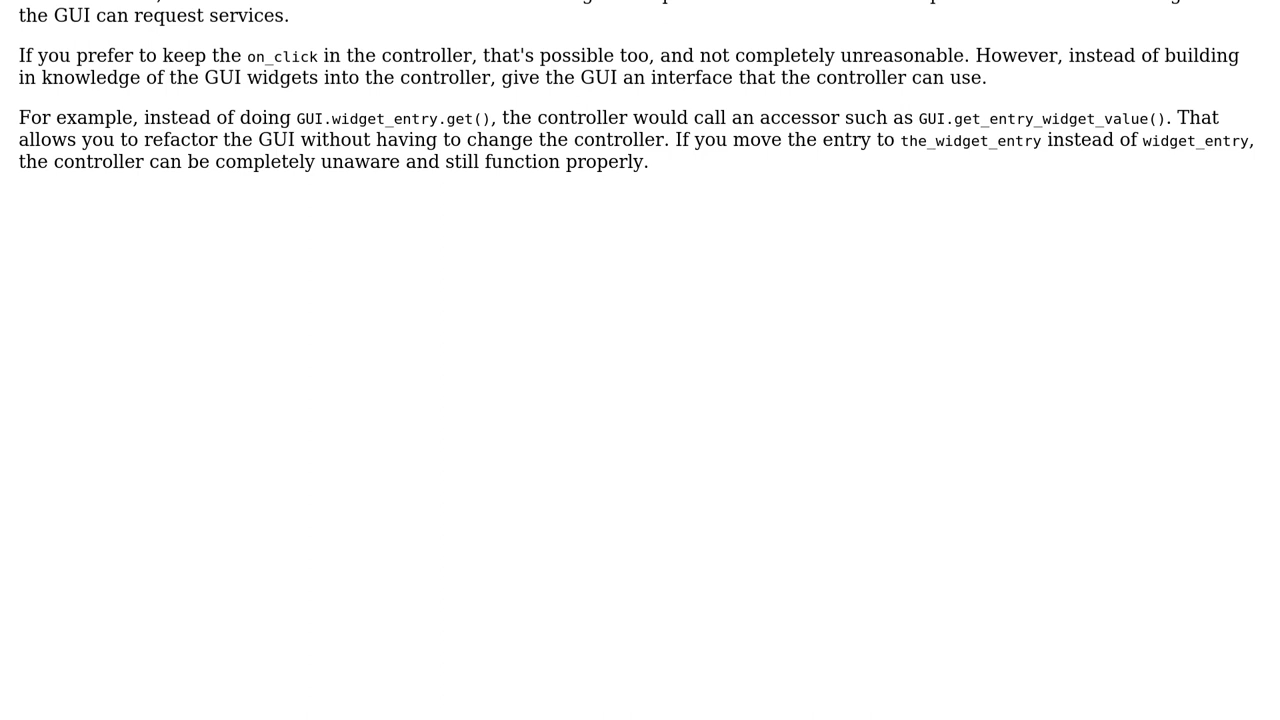 the GUI can request services.
If you prefer to keep the on_click in the controller, that's possible too, and not completely unreasonable. However, instead of building
in knowledge of the GUI widgets into the controller, give the GUI an interface that the controller can use.
For example, instead of doing GUI.widget_entry.get(), the controller would call an accessor such as GUI.get_entry_widget_value(). That
allows you to refactor the GUI without having to change the controller. If you move the entry to the_widget_entry instead of widget_entry,
the controller can be completely unaware and still function properly.